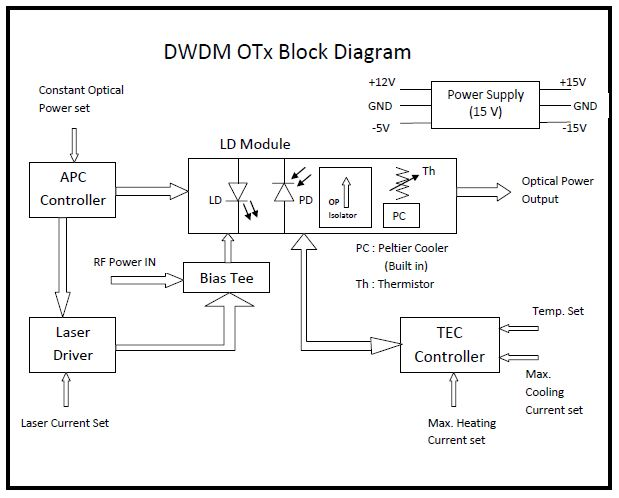 DWDM OTx Block Diagram
Constant Optical
Power set
+12V
GND
-5V
Power Supply
(15 V)
+15V
GND
-15V
LD Module
APC
Controller
LD
PD
OP
Isolator
Th
PC
Optical Power
Output
PC : Peltier Cooler
(Built in)
Th : Thermistor
RF Power IN
Bias Tee
Laser
Driver
TEC
Controller
Temp. Set
Max.
Cooling
Current set
Laser Current Set
Max. Heating
Current set